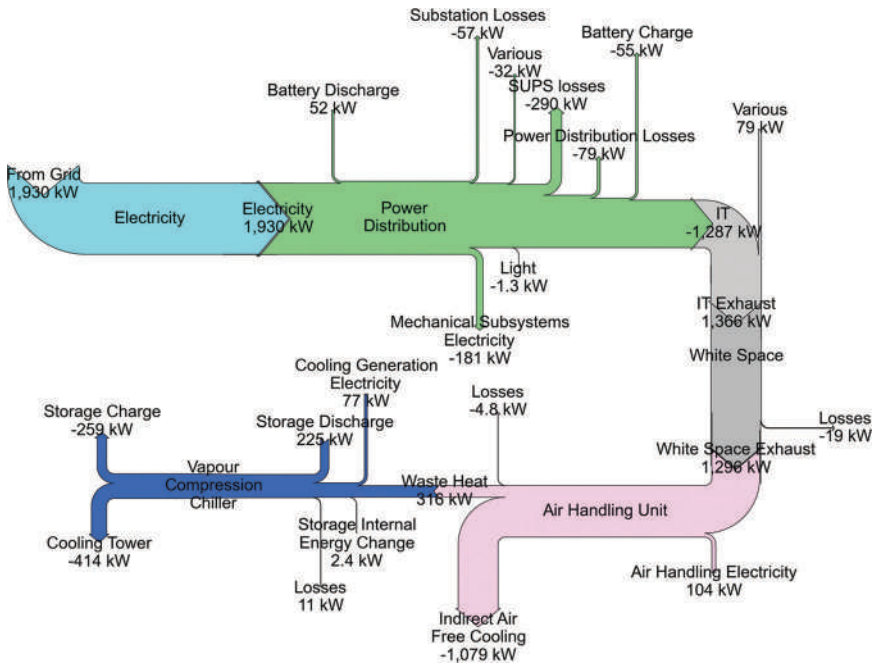 Substation Losses
-57 kW
Battery Charge
-55 kW
Various
-32 kW
Battery Discharge
52 kW
SUPS losses
-290 kW
Various
79 kW
Power Distribution Losses
-79 kW
From Grid
1,930 kW
Electricity
Electricity
1,930 kW
Power
Distribution
IT
-1,287 kW
Light
-1.3 kW
Mechanical Subsystems
Electricity
-181 kW
IT Exhaust
1,366 kW
White Space
Cooling Generation
Electricity
77 kW
Losses
-4.8 kW
Storage Charge
-259 kW
Storage Discharge
225 kW
Losses
-19 kW
White Space Exhaust
1,296 kW
Vapour
Compression
Chiller
Waste Heat
316 kW
Air Handling Unit
Cooling Tower
-414 kW
Storage Internal
Energy Change
2.4 kW
Losses
11 kW
Air Handling Electricity
104 kW
Indirect Air
Free Cooling
-1,079 kW